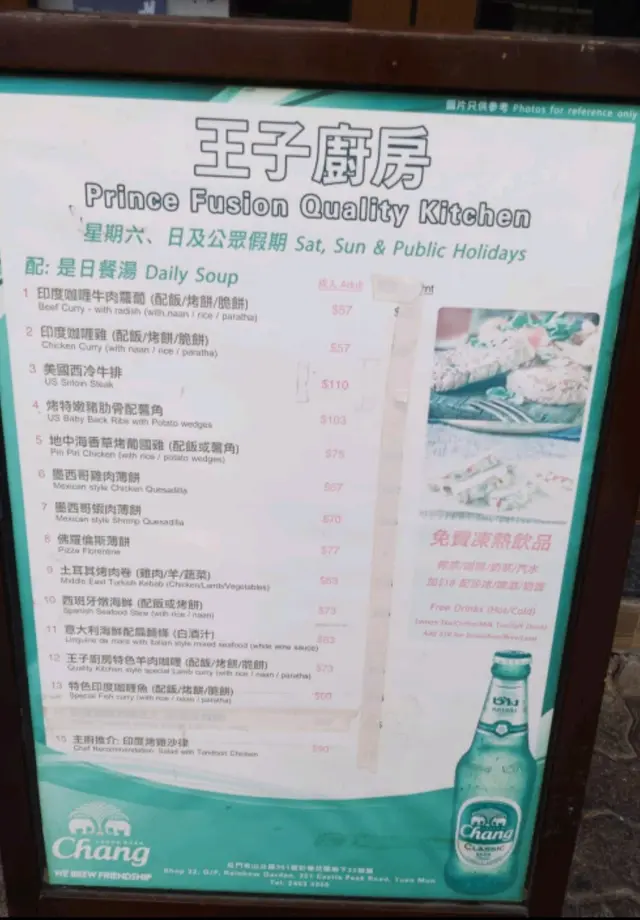 圖片只供參考 Photos for reference only
王子廚房
Prince Fusion Quality Kitchen
星期六、日及公眾假期 Sat, Sun & Public Holidays
配: 是日餐湯 Daily Soup
成人 Adult
1 印度咖喱牛肉蘿蔔 (配飯/烤餅/脆餅) $57
Beef Curry - with radish (with naan / rice / paratha)
2 印度咖喱雞 (配飯/烤餅/脆餅) $57
Chicken Curry (with naan / rice / paratha)
3 美國西冷牛排 $110
US Sirloin Steak
4 烤特嫩豬肋骨配薯角 $103
US Baby Back Ribs with Potato wedges
5 地中海香草烤葡國雞 (配飯或薯角)
Piri Piri Chicken (with rice / potato wedges)
6 墨西哥雞肉薄餅
Mexican style Chicken Quesadilla
7 墨西哥蝦肉薄餅 $70
Mexican style Shrimp Quesadilla
8 佛羅倫斯薄餅 $77
Pizza Florentine
9 土耳其烤肉卷 (雞肉/羊/蔬菜)
Middle East Turkish Kebab (Chicken/Lamb/Vegetables)
10 西班牙燉海鮮 (配飯或烤餅) $73
Spanish Seafood Stew (with rice / naan)
11 意大利海鮮配扁麵條 (白酒汁)
Linguine de mare with Italian style mixed seafood (white wine sauce)
12 王子廚房特色羊肉咖喱 (配飯/烤餅/脆餅) $73
Quality Kitchen style special Lamb curry (with rice / naan / paratha)
13 特色印度咖喱魚 (配飯/烤餅/脆餅)
Special Fish curry (with rice / naan / paratha)
15 主廚推介: 印度烤雞沙律
Chef Recommendation: Salad with Tandoori Chicken
免費凍熱飲品
Free Drinks (Hot/Cold)
Chang
CLASSIC
Chang
WE BREW FRIENDSHIP
Shop 22, G/F, Rainbow Garden, 351 Castle Peak Road, Tuen Mun